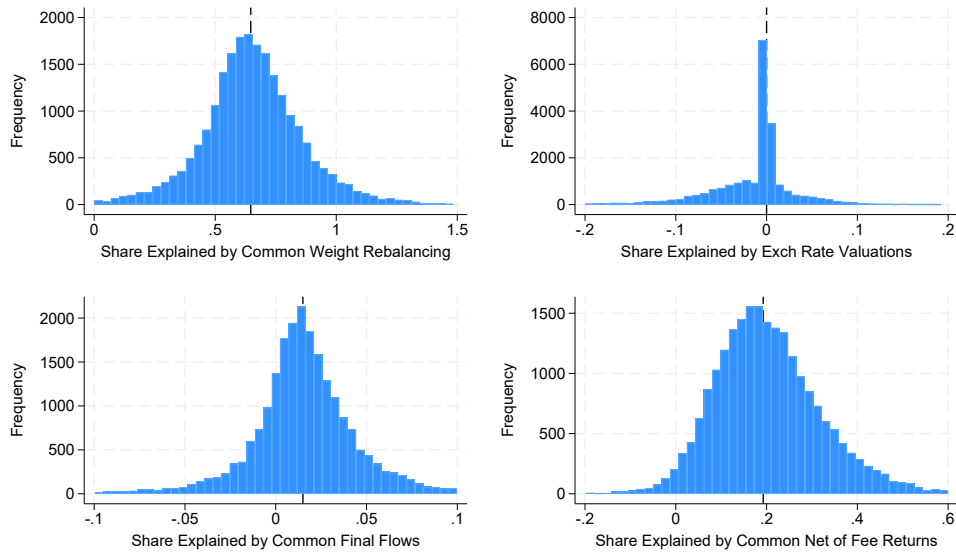 2000
1500
1000
500
0
Frequency
0 .5 1 1.5
Share Explained by Common Weight Rebalancing
8000
6000
4000
2000
0
Frequency
-.2 -.1 0 .1 .2
Share Explained by Exch Rate Valuations
2000
1500
1000
500
0
Frequency
-.1 -.05 0 .05 .1
Share Explained by Common Final Flows
1500
1000
500
0
Frequency
-.2 0 .2 .4 .6
Share Explained by Common Net of Fee Returns